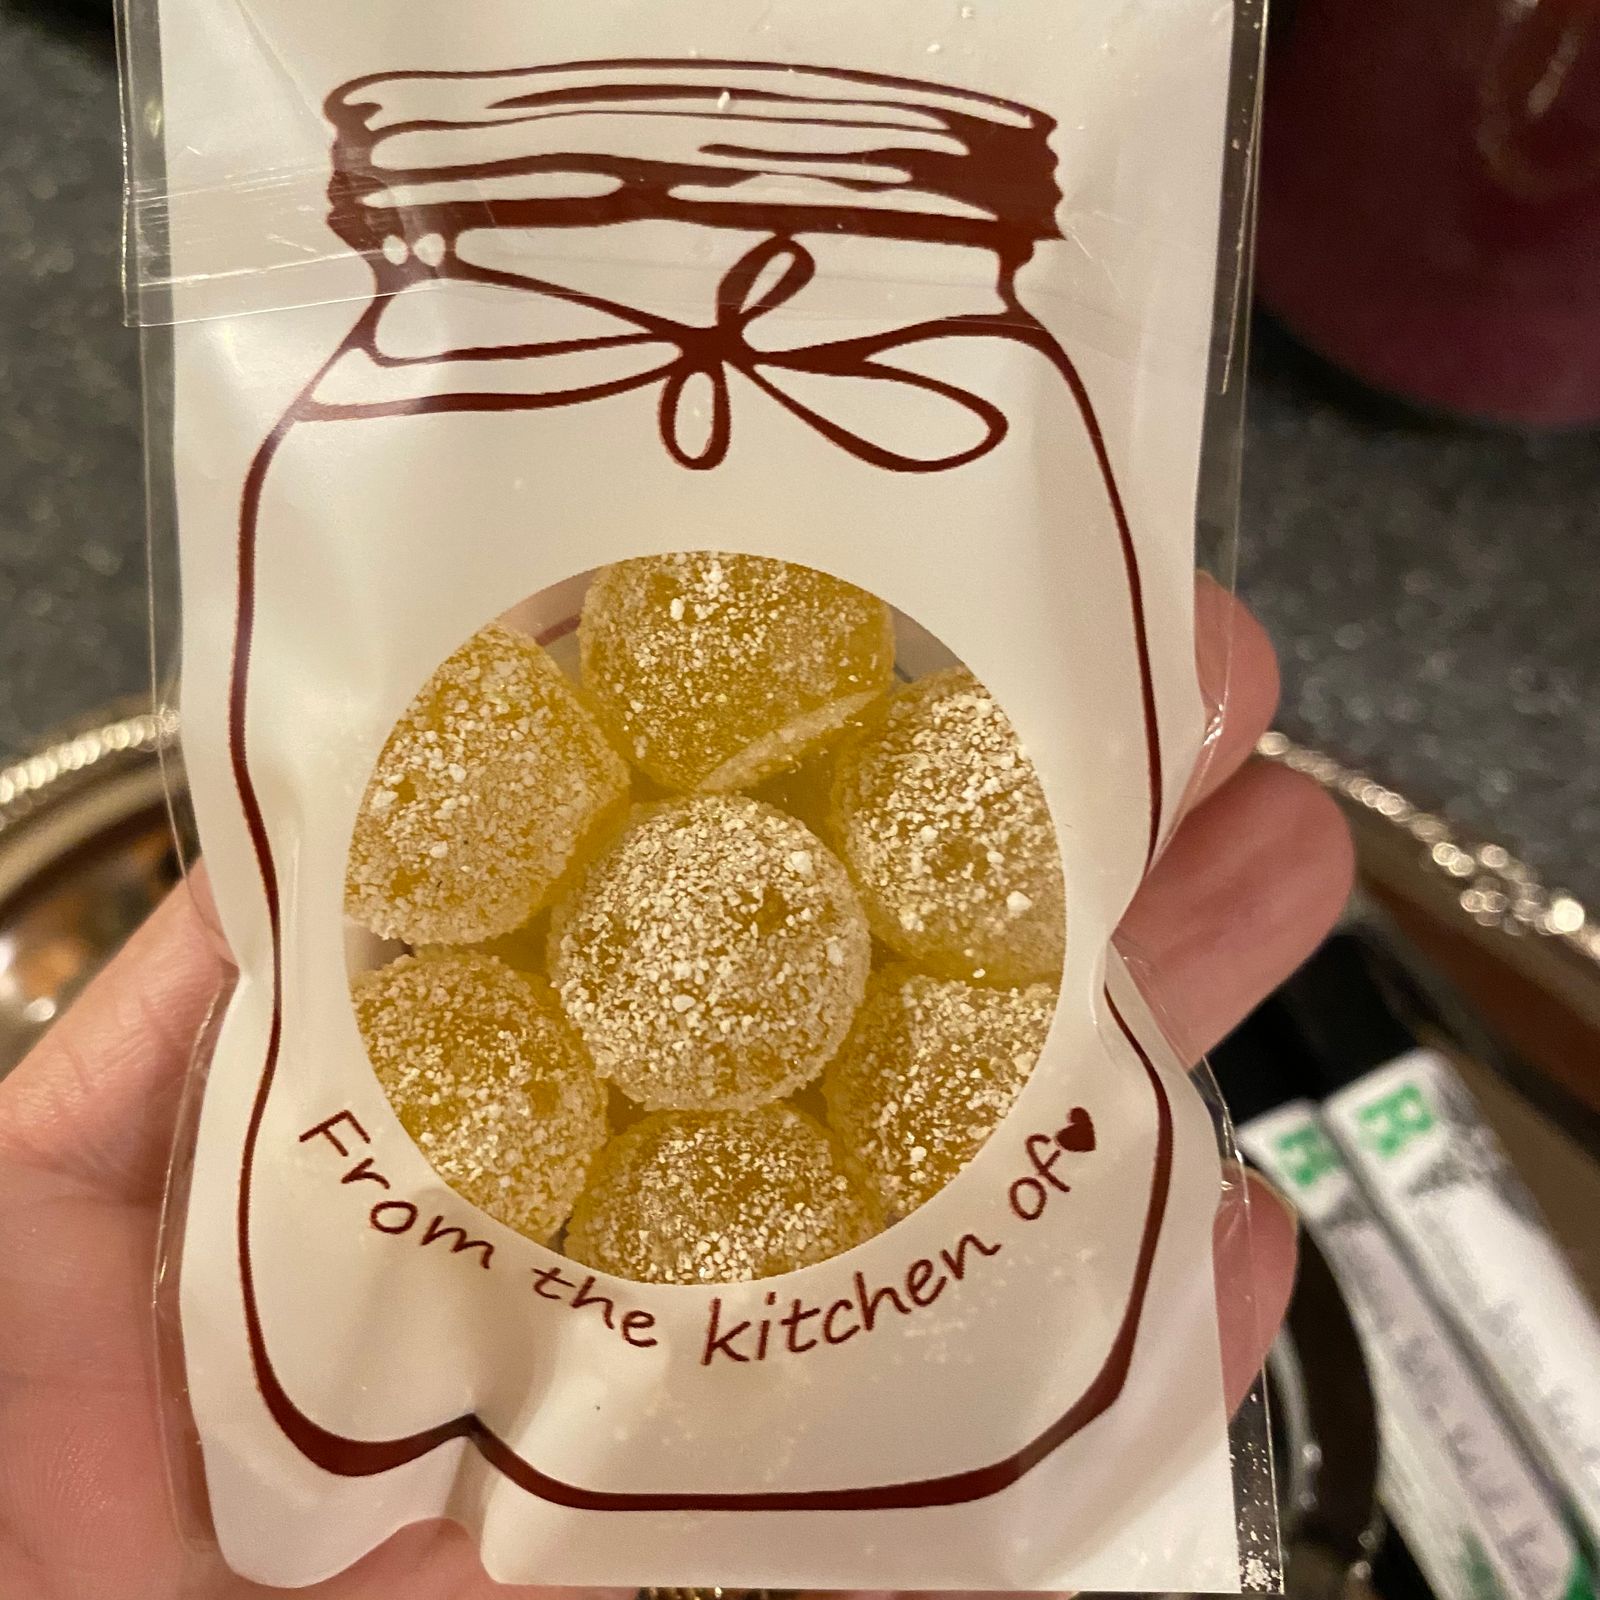 From the kitchen of